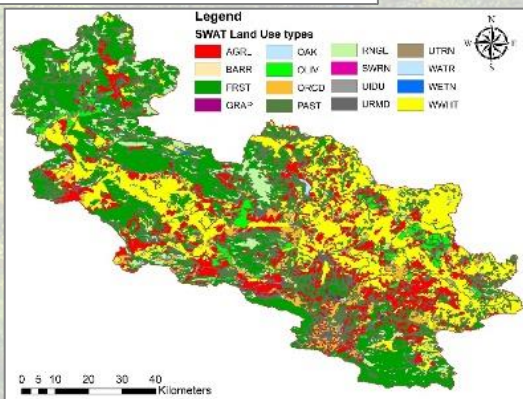 Legend
SWAT Land Use types
AGRL OAK RNGL UTRN
BARR OLIV SWRN WATR
FRST ORCD UIDU WETN
GRAP PAST URMD WWHT
N
S
0 5 10 20 30 40
Kilometers